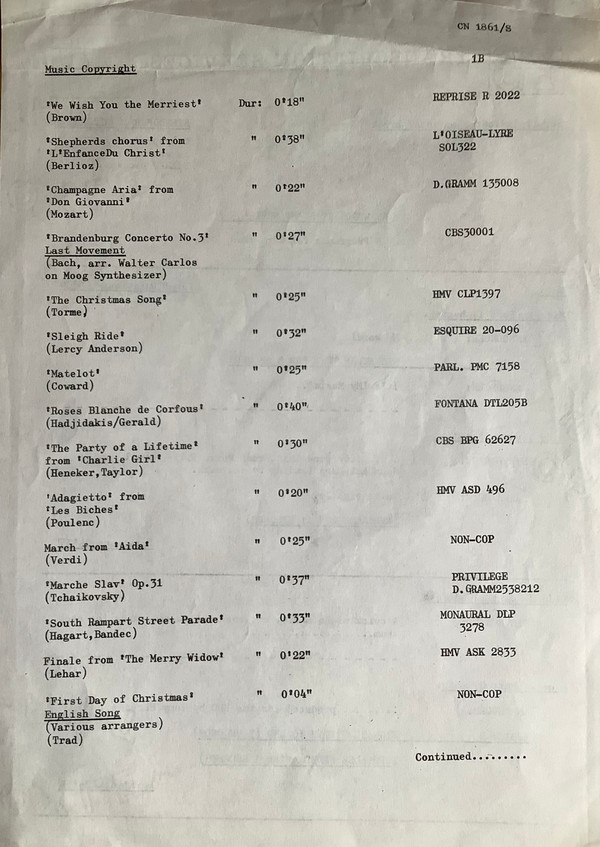 CN 1861/S
1B
Music Copyright
'We Wish You the Merriest' Dur: 0'18" REPRISE R 2022
(Brown)
'Shepherds chorus' from " 0'38" L'OISEAU-LYRE
'L'EnfanceDu Christ' SOL322
(Berlioz)
'Champagne Aria' from " 0'22" D.GRAMM 135008
'Don Giovanni'
(Mozart)
'Brandenburg Concerto No.3' " 0'27" CBS30001
Last Movement
(Bach, arr. Walter Carlos
on Moog Synthesizer)
'The Christmas Song' " 0'25" HMV CLP1397
(Torme)
'Sleigh Ride' " 0'32" ESQUIRE 20-096
(Lercy Anderson)
'Matelot' " 0'25" PARL. PMC 7158
(Coward)
'Roses Blanche de Corfous' " 0'40" FONTANA DTL205B
(Hadjidakis/Gerald)
'The Party of a Lifetime' " 0'30" CBS BPG 62627
from 'Charlie Girl'
(Heneker,Taylor)
'Adagietto' from " 0'20" HMV ASD 496
'Les Biches'
(Poulenc)
March from 'Aida' " 0'25" NON-COP
(Verdi)
'Marche Slav' Op.31 " 0'37" PRIVILEGE
(Tchaikovsky) D.GRAMM2538212
'South Rampart Street Parade' " 0'33" MONAURAL DLP
(Hagart,Bandec) 3278
Finale from 'The Merry Widow' " 0'22" HMV ASK 2833
(Lehar)
'First Day of Christmas' " 0'04" NON-COP
English Song
(Various arrangers)
(Trad)
Continued.........